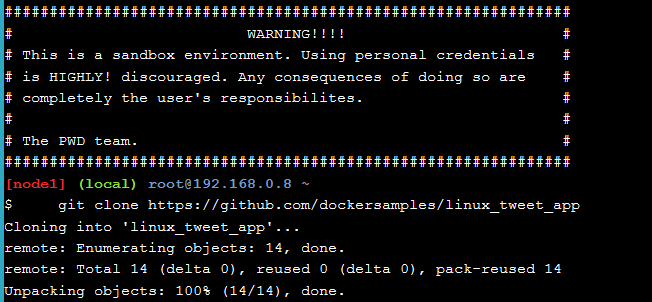 ###############################################################
#                          WARNING!!!!                        #
# This is a sandbox environment. Using personal credentials   #
# is HIGHLY! discouraged. Any consequences of doing so are    #
# completely the user's responsibilites.                      #
#                                                             #
# The PWD team.                                               #
###############################################################
[node1] (local) root@192.168.0.8 ~
$     git clone https://github.com/dockersamples/linux_tweet_app
Cloning into 'linux_tweet_app'...
remote: Enumerating objects: 14, done.
remote: Total 14 (delta 0), reused 0 (delta 0), pack-reused 14
Unpacking objects: 100% (14/14), done.